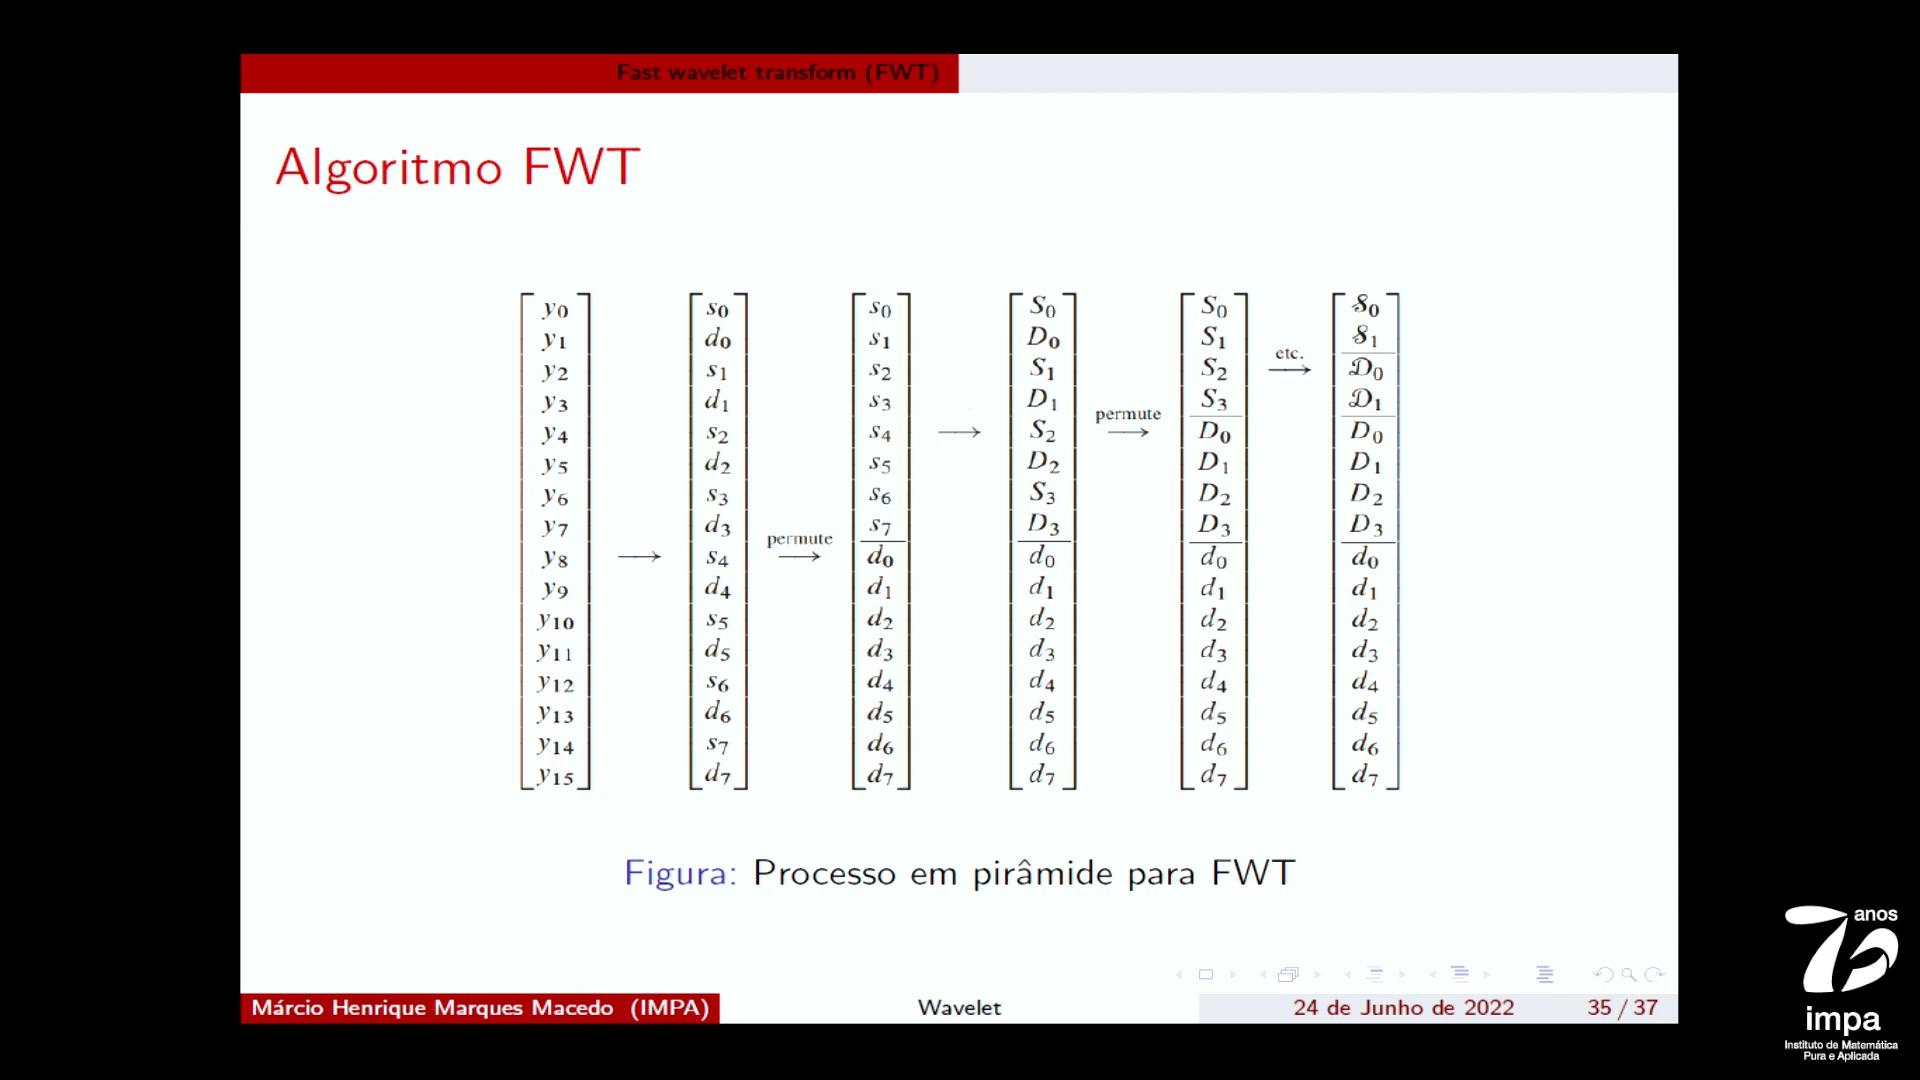 Fast wavelet transform (FWT)
Algoritmo FWT
y0 s0 s0 S0 S0 𝒮0
y1 d0 s1 D0 S1 𝒮1
y2 s1 s2 S1 S2 etc. 𝒟0
y3 d1 s3 D1 S3 𝒟1
y4 s2 s4 ⟶ S2 permute ⟶ D0 D0
y5 d2 s5 D2 D1 D1
y6 s3 s6 S3 D2 D2
y7 d3 s7 D3 D3 D3
y8 ⟶ s4 permute ⟶ d0 d0 d0 d0
y9 d4 d1 d1 d1 d1
y10 s5 d2 d2 d2 d2
y11 d5 d3 d3 d3 d3
y12 s6 d4 d4 d4 d4
y13 d6 d5 d5 d5 d5
y14 s7 d6 d6 d6 d6
y15 d7 d7 d7 d7 d7
Figura: Processo em pirâmide para FWT
Márcio Henrique Marques Macedo (IMPA) Wavelet 24 de Junho de 2022 35 / 37
70 anos
impa
Instituto de Matemática
Pura e Aplicada